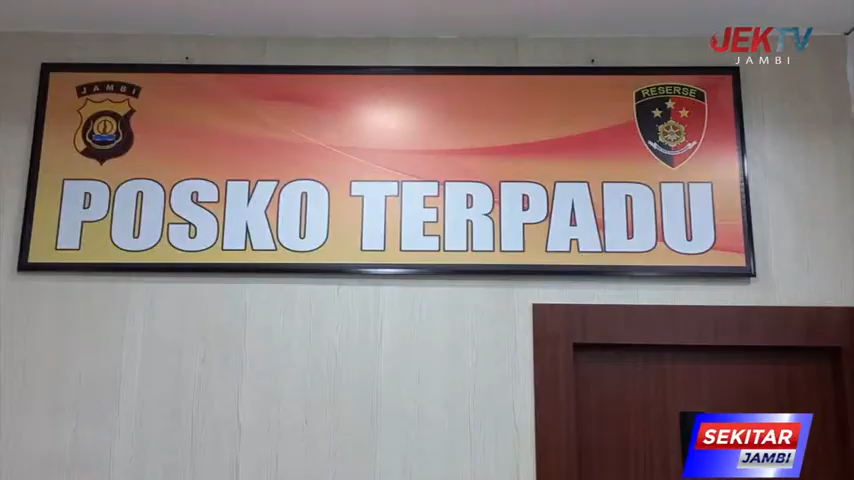 JEKTV
JAMBI
JAMBI
RESERSE
POSKO TERPADU
SEKITAR
JAMBI